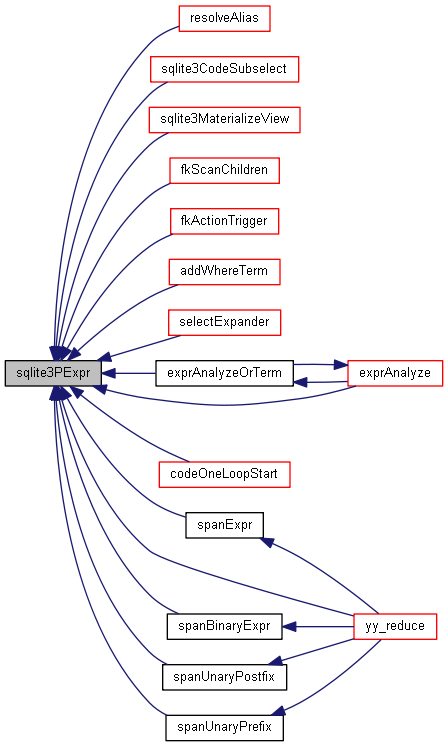 resolveAlias
sqlite3CodeSubselect
sqlite3MaterializeView
fkScanChildren
fkActionTrigger
addWhereTerm
selectExpander
sqlite3PExpr
exprAnalyzeOrTerm
exprAnalyze
codeOneLoopStart
spanExpr
spanBinaryExpr
yy_reduce
spanUnaryPostfix
spanUnaryPrefix